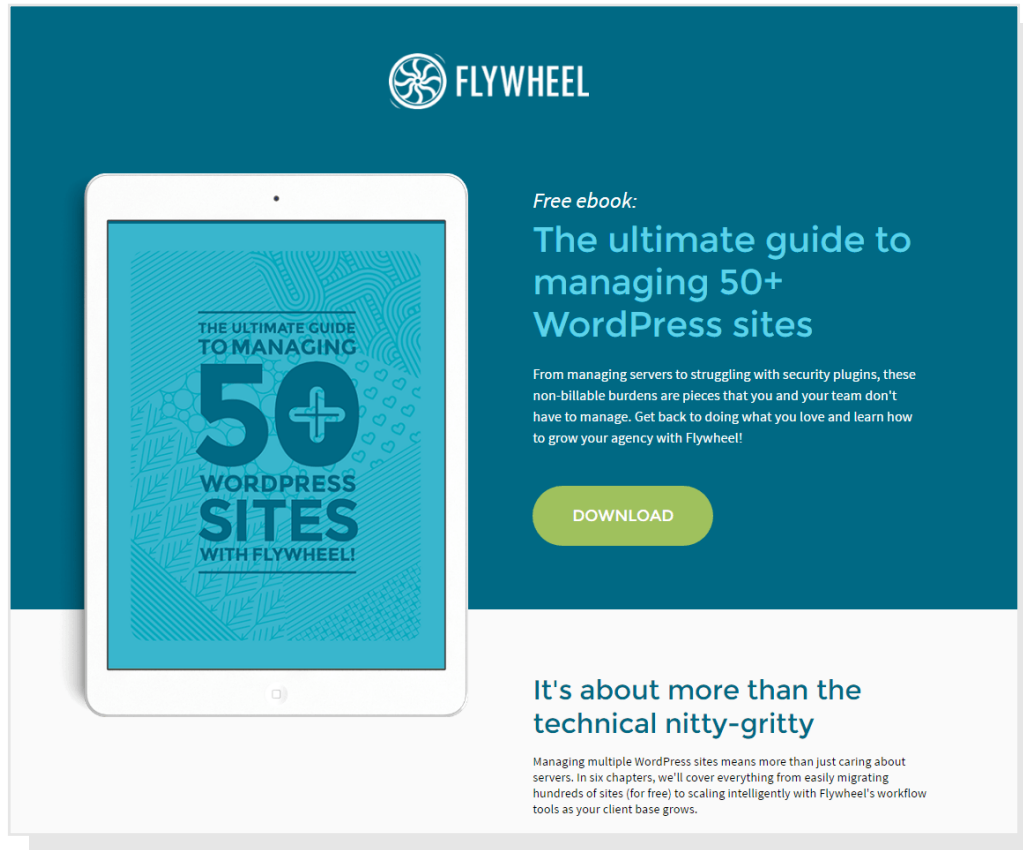 FLYWHEEL
THE ULTIMATE GUIDE
TO MANAGING
50+
WORDPRESS
SITES
WITH FLYWHEEL!
Free ebook:
The ultimate guide to
managing 50+
WordPress sites
From managing servers to struggling with security plugins, these
non-billable burdens are pieces that you and your team don't
have to manage. Get back to doing what you love and learn how
to grow your agency with Flywheel!
DOWNLOAD
It's about more than the
technical nitty-gritty
Managing multiple WordPress sites means more than just caring about
servers. In six chapters, we'll cover everything from easily migrating
hundreds of sites (for free) to scaling intelligently with Flywheel's workflow
tools as your client base grows.